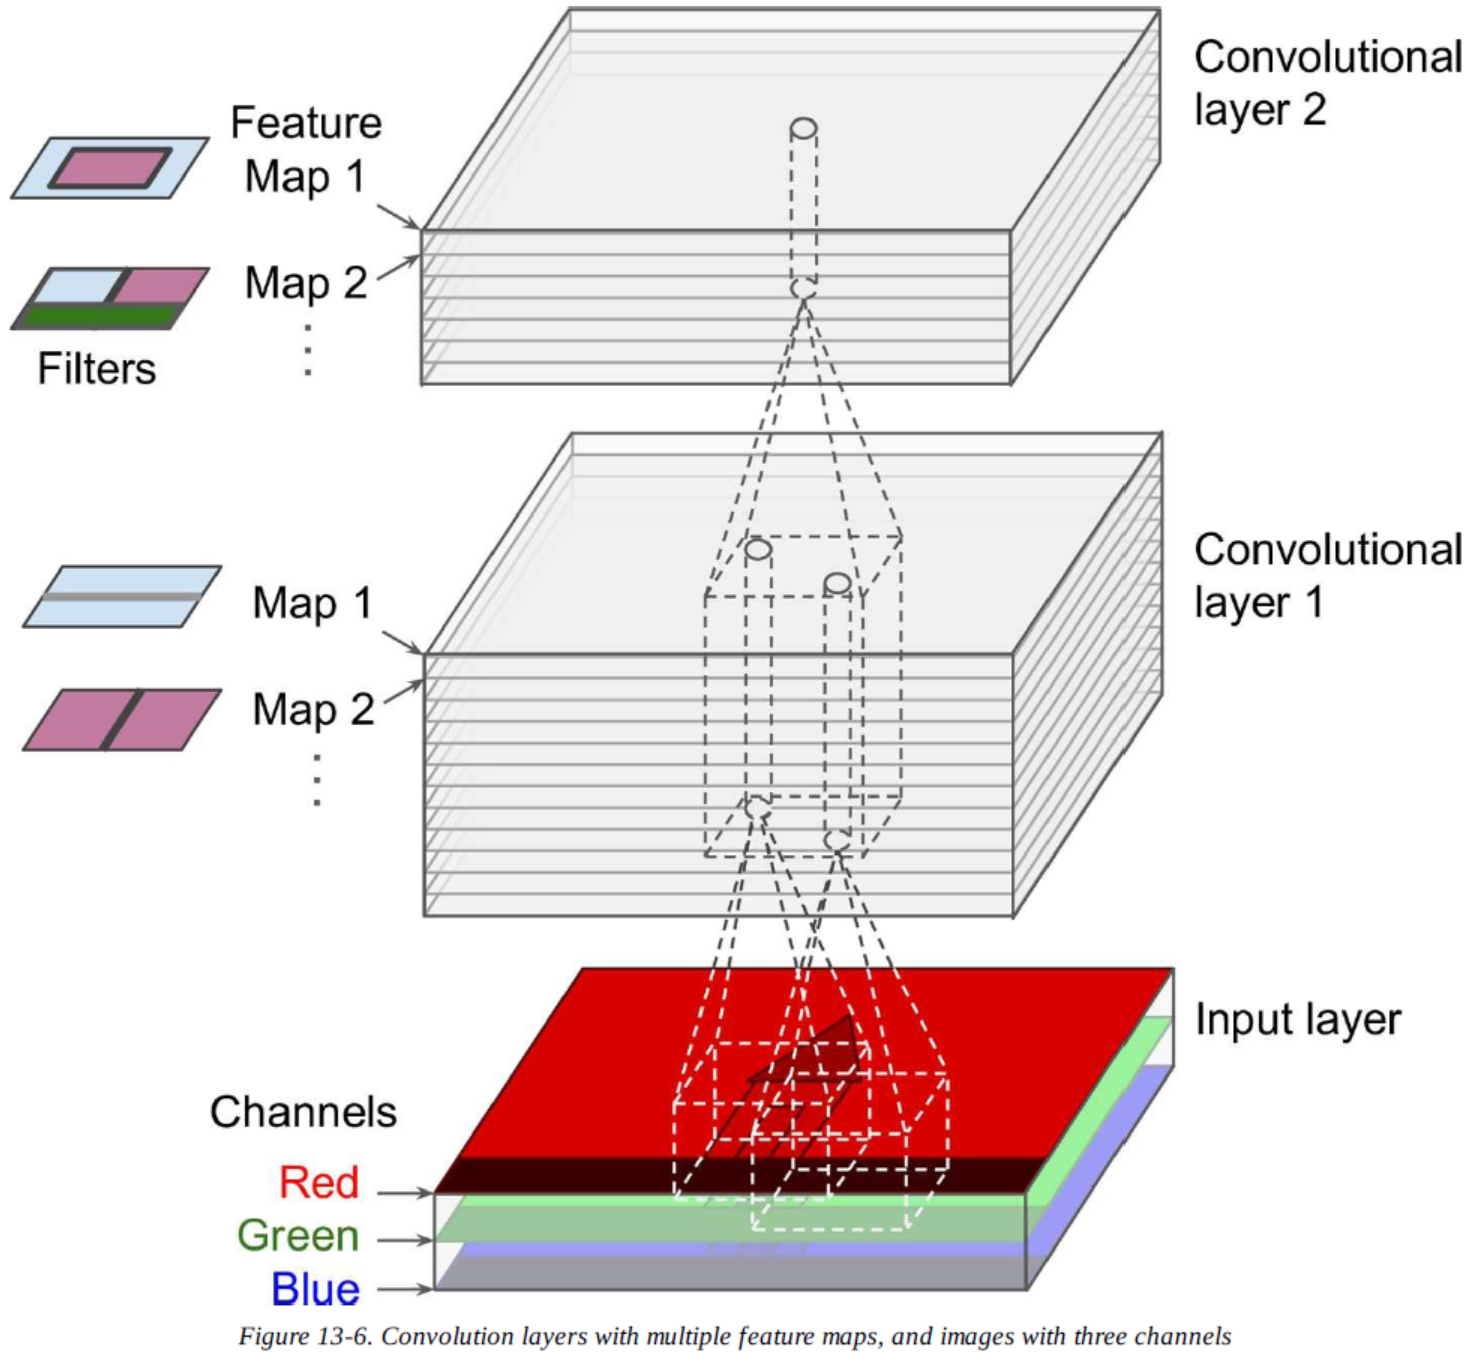 Convolutional
layer 2
Feature
Map 1
Map 2
Filters
Convolutional
layer 1
Map 1
Map 2
Input layer
Channels
Red
Green
Blue
Figure 13-6. Convolution layers with multiple feature maps, and images with three channels